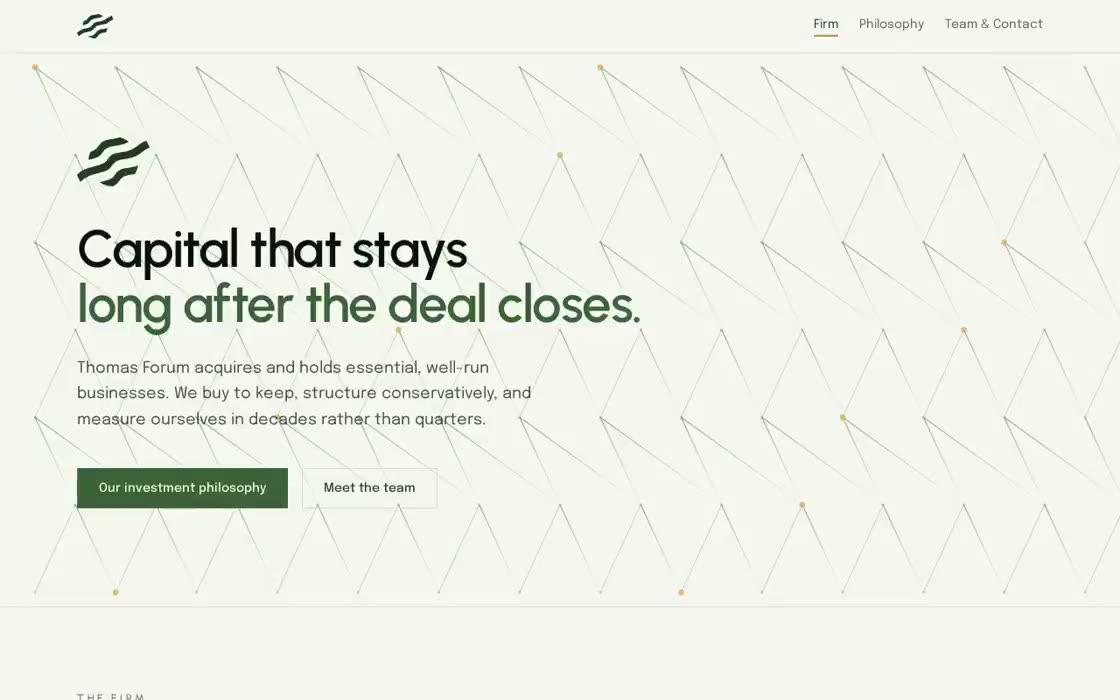 Firm Philosophy Team & Contact
Capital that stays
long after the deal closes.
Thomas Forum acquires and holds essential, well-run
businesses. We buy to keep, structure conservatively, and
measure ourselves in decades rather than quarters.
Our investment philosophy Meet the team
THE FIRM